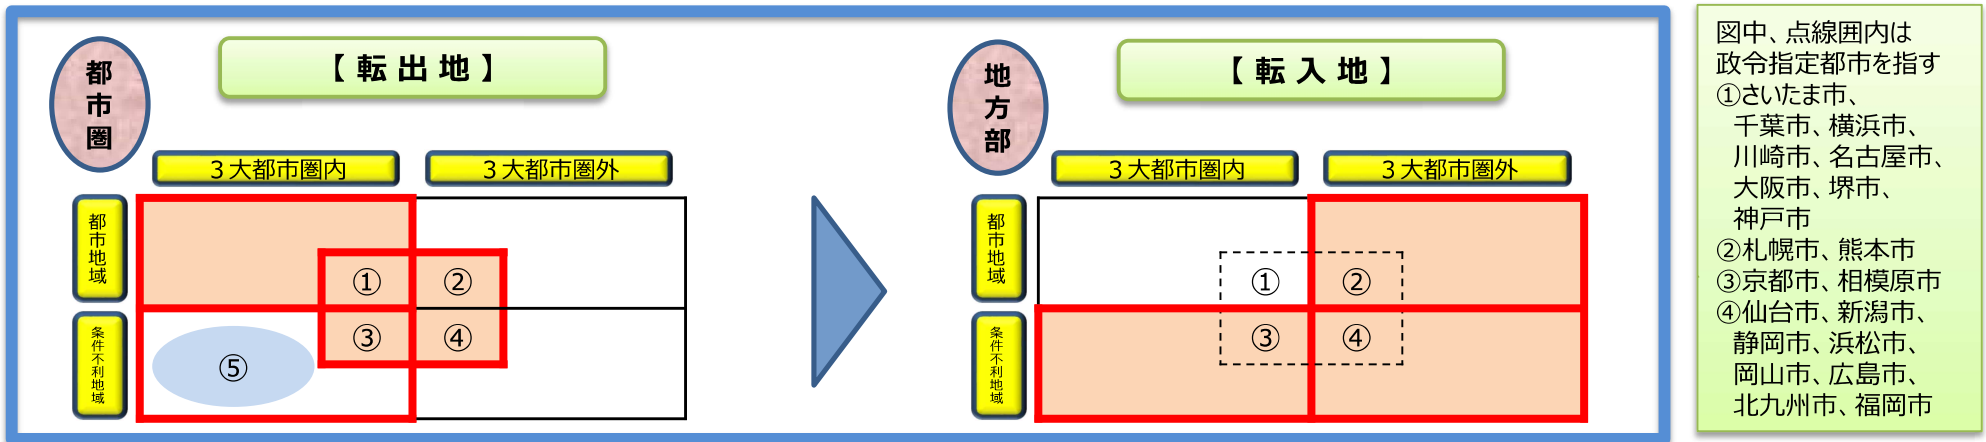 都市圏
【 転 出 地 】
３大都市圏内
３大都市圏外
都市地域
①
②
条件不利地域
③
④
⑤
地方部
【 転 入 地 】
３大都市圏内
３大都市圏外
都市地域
①
②
条件不利地域
③
④
図中、点線囲内は
政令指定都市を指す
①さいたま市、
千葉市、横浜市、
川崎市、名古屋市、
大阪市、堺市、
神戸市
②札幌市、熊本市
③京都市、相模原市
④仙台市、新潟市、
静岡市、浜松市、
岡山市、広島市、
北九州市、福岡市